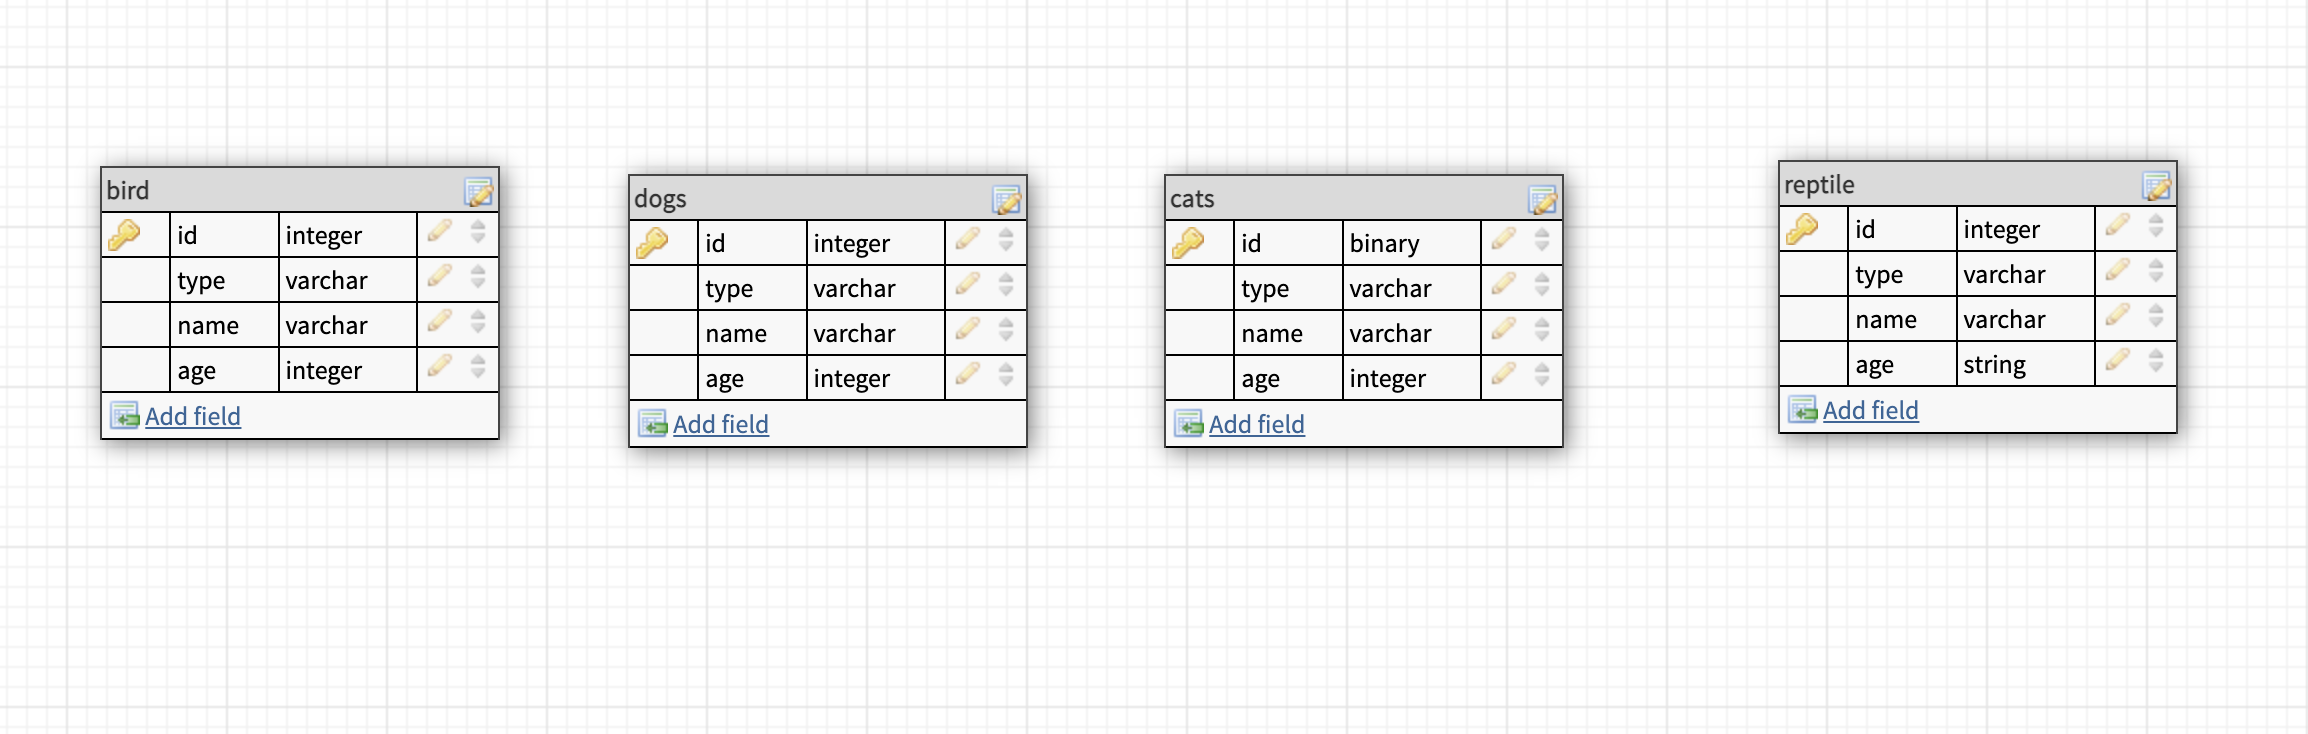 bird
id integer
type varchar
name varchar
age integer
Add field
dogs
id integer
type varchar
name varchar
age integer
Add field
cats
id binary
type varchar
name varchar
age integer
Add field
reptile
id integer
type varchar
name varchar
age string
Add field